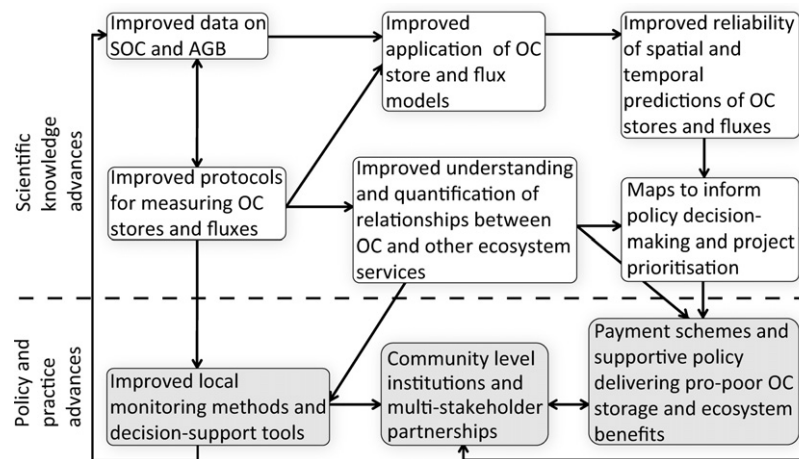 Improved data on
SOC and AGB
Improved
application of OC
store and flux
models
Improved reliability
of spatial and
temporal
predictions of OC
stores and fluxes
Scientific
knowledge
advances
Improved protocols
for measuring OC
stores and fluxes
Improved understanding
and quantification of
relationships between
OC and other ecosystem
services
Maps to inform
policy decision-
making and project
prioritisation
Policy and
practice
advances
Improved local
monitoring methods and
decision-support tools
Community level
institutions and
multi-stakeholder
partnerships
Payment schemes and
supportive policy
delivering pro-poor OC
storage and ecosystem
benefits